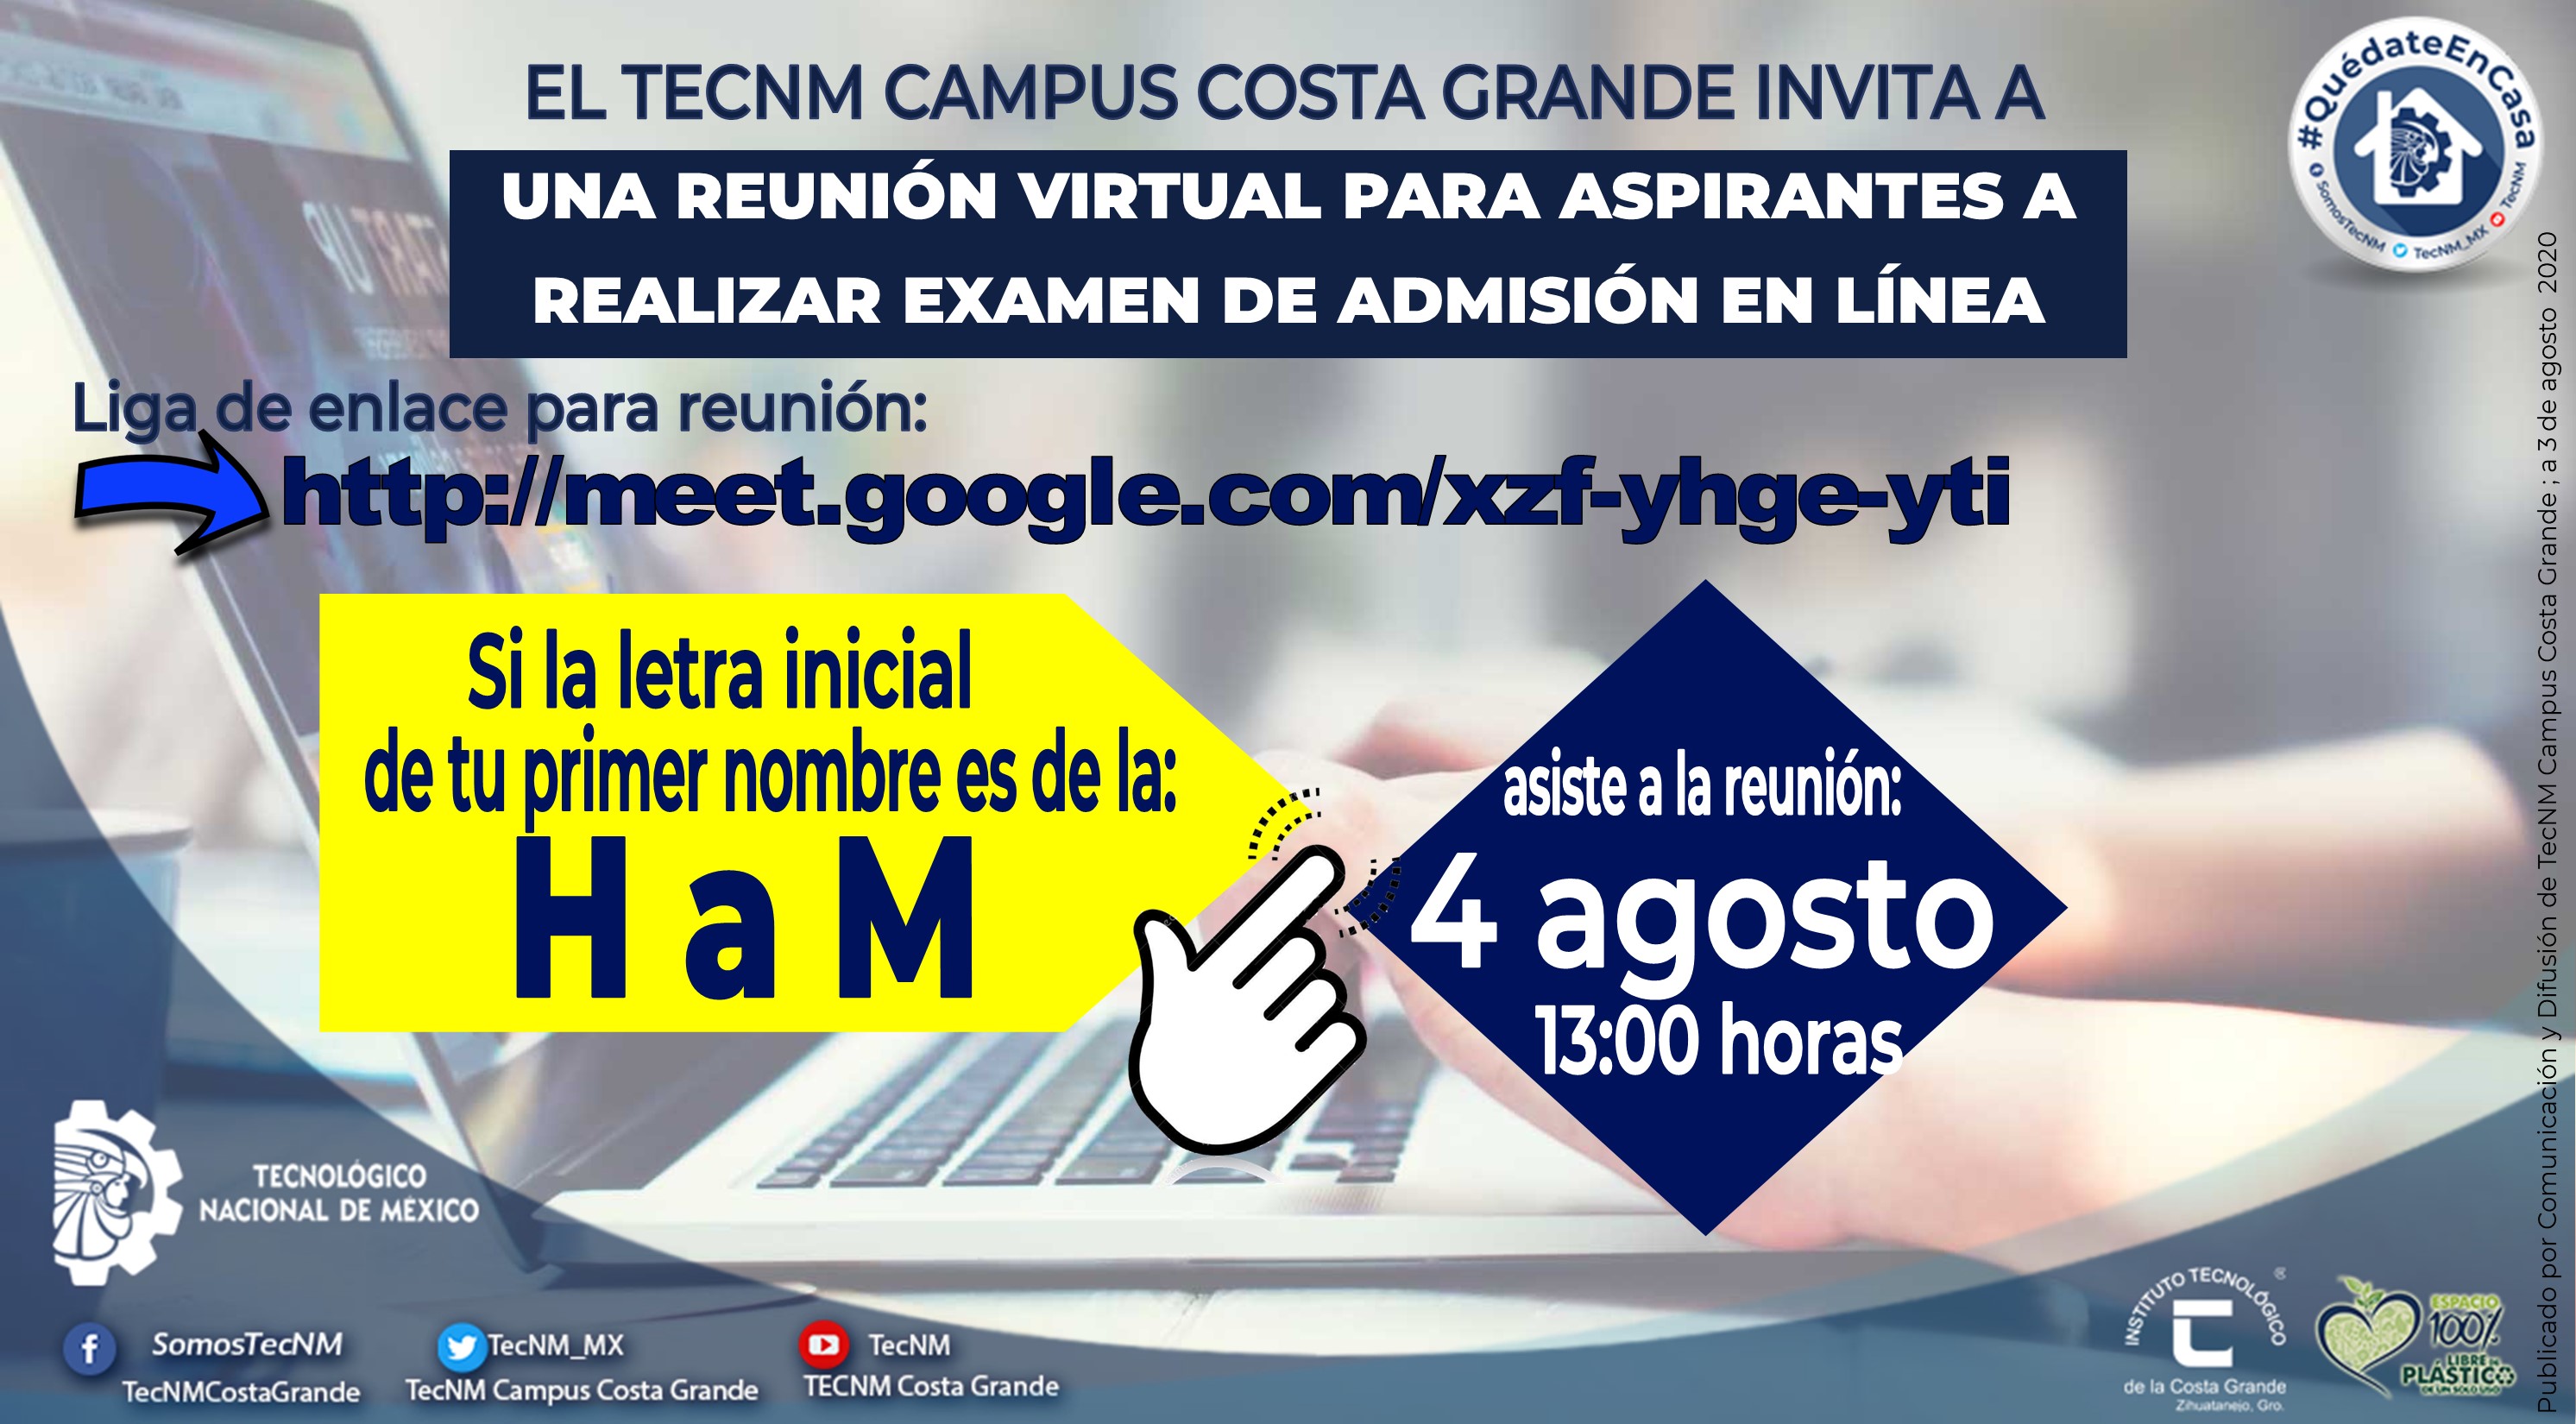 EL TECNM CAMPUS COSTA GRANDE INVITA A
UNA REUNIÓN VIRTUAL PARA ASPIRANTES A
REALIZAR EXAMEN DE ADMISIÓN EN LÍNEA
#QuédateEnCasa
SomosTecNM TecNM_MX TecNM
Liga de enlace para reunión:
http://meet.google.com/xzf-yhge-yti
Si la letra inicial
de tu primer nombre es de la:
H a M
asiste a la reunión:
4 agosto
13:00 horas
TECNOLÓGICO
NACIONAL DE MÉXICO
SomosTecNM
TecNMCostaGrande
TecNM_MX
TecNM Campus Costa Grande
TecNM
TECNM Costa Grande
INSTITUTO TECNOLÓGICO ®
de la Costa Grande
Zihuatanejo, Gro.
ESPACIO
100%
LIBRE DE
PLÁSTICO
DE UN SOLO USO
Publicado por Comunicación y Difusión de TecNM Campus Costa Grande ; a 3 de agosto 2020